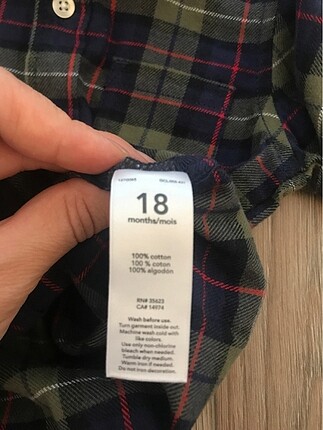 18
months/mois
100% cotton
100 % coton
100% algodón
RN# 35623
CA# 14974
Wash before use.
Turn garment inside out.
Machine wash cold with
like colors.
Use only non-chlorine
bleach when needed.
Tumble dry medium.
Warm iron if needed.
Do not iron decoration.